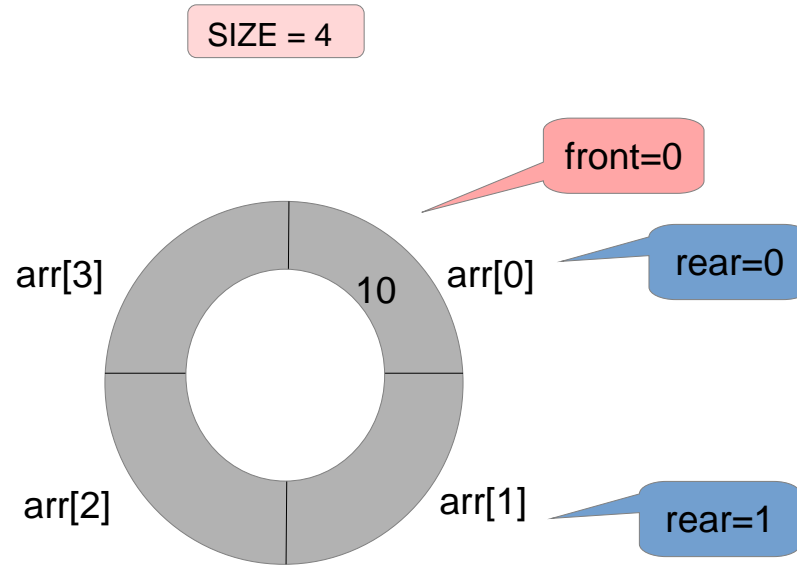 SIZE = 4
front=0
arr[3]
10
arr[0]
rear=0
arr[2]
arr[1]
rear=1